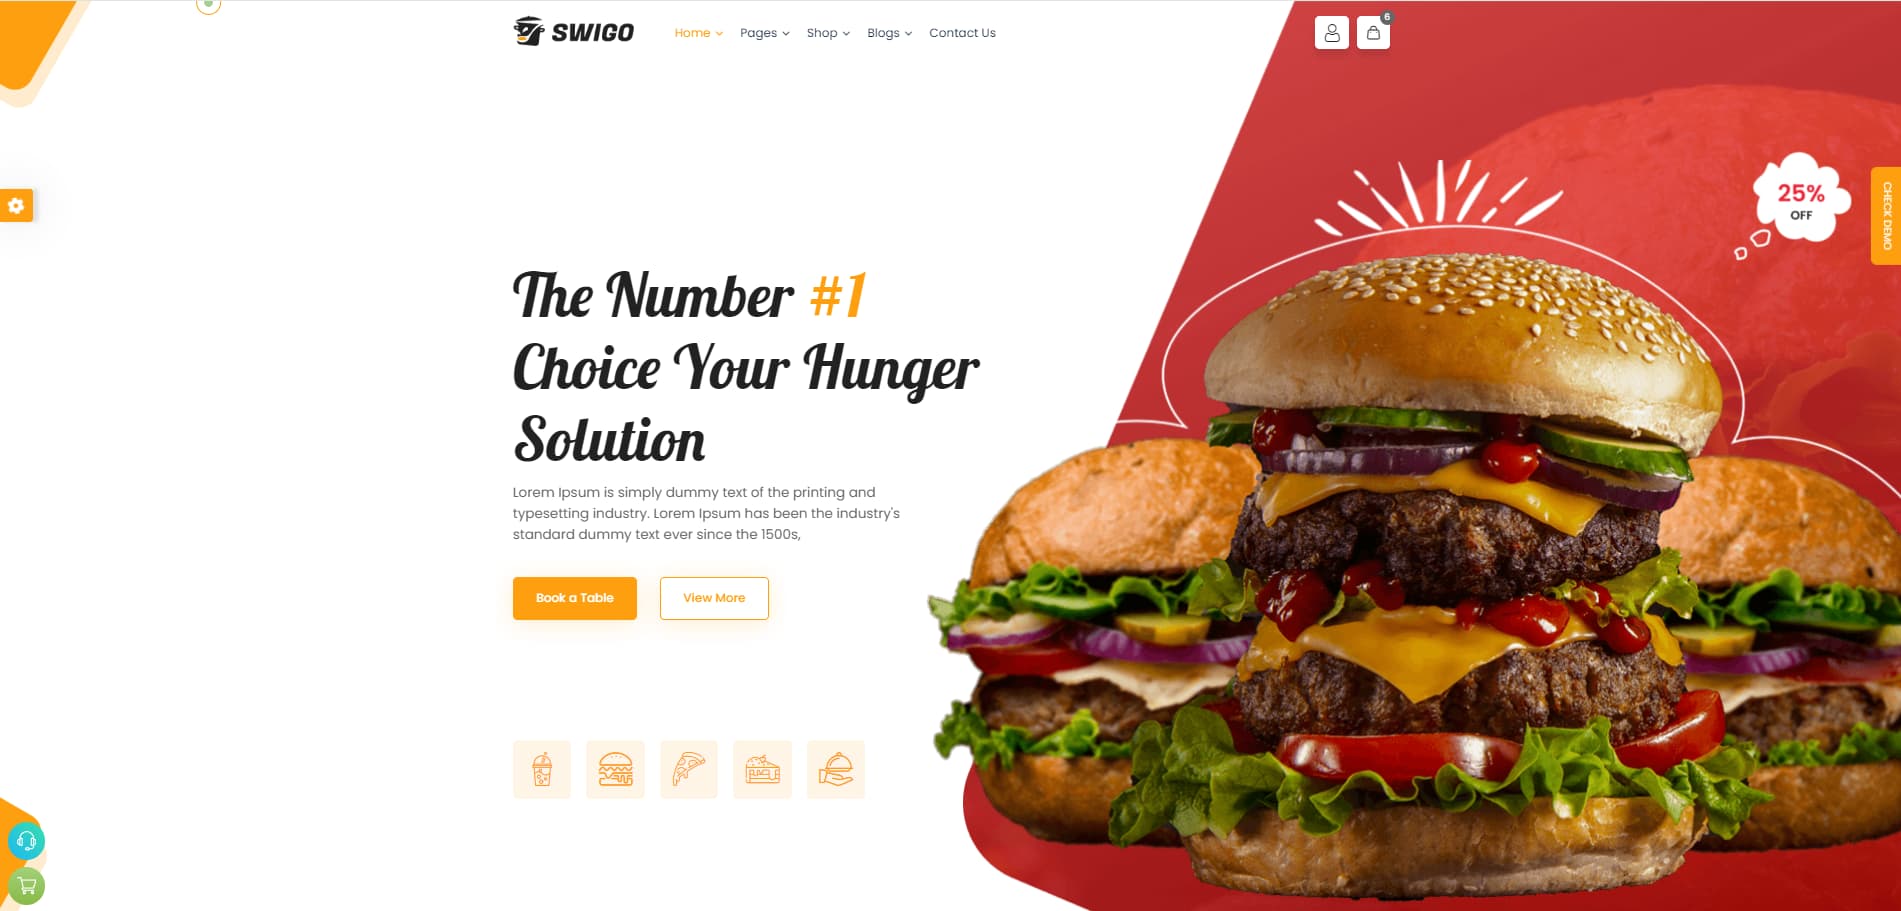 SWIGO
Home
Pages
Shop
Blogs
Contact Us
6
25%
OFF
CHECK DEMO
The Number #1
Choice Your Hunger
Solution
Lorem Ipsum is simply dummy text of the printing and
typesetting industry. Lorem Ipsum has been the industry's
standard dummy text ever since the 1500s,
Book a Table
View More